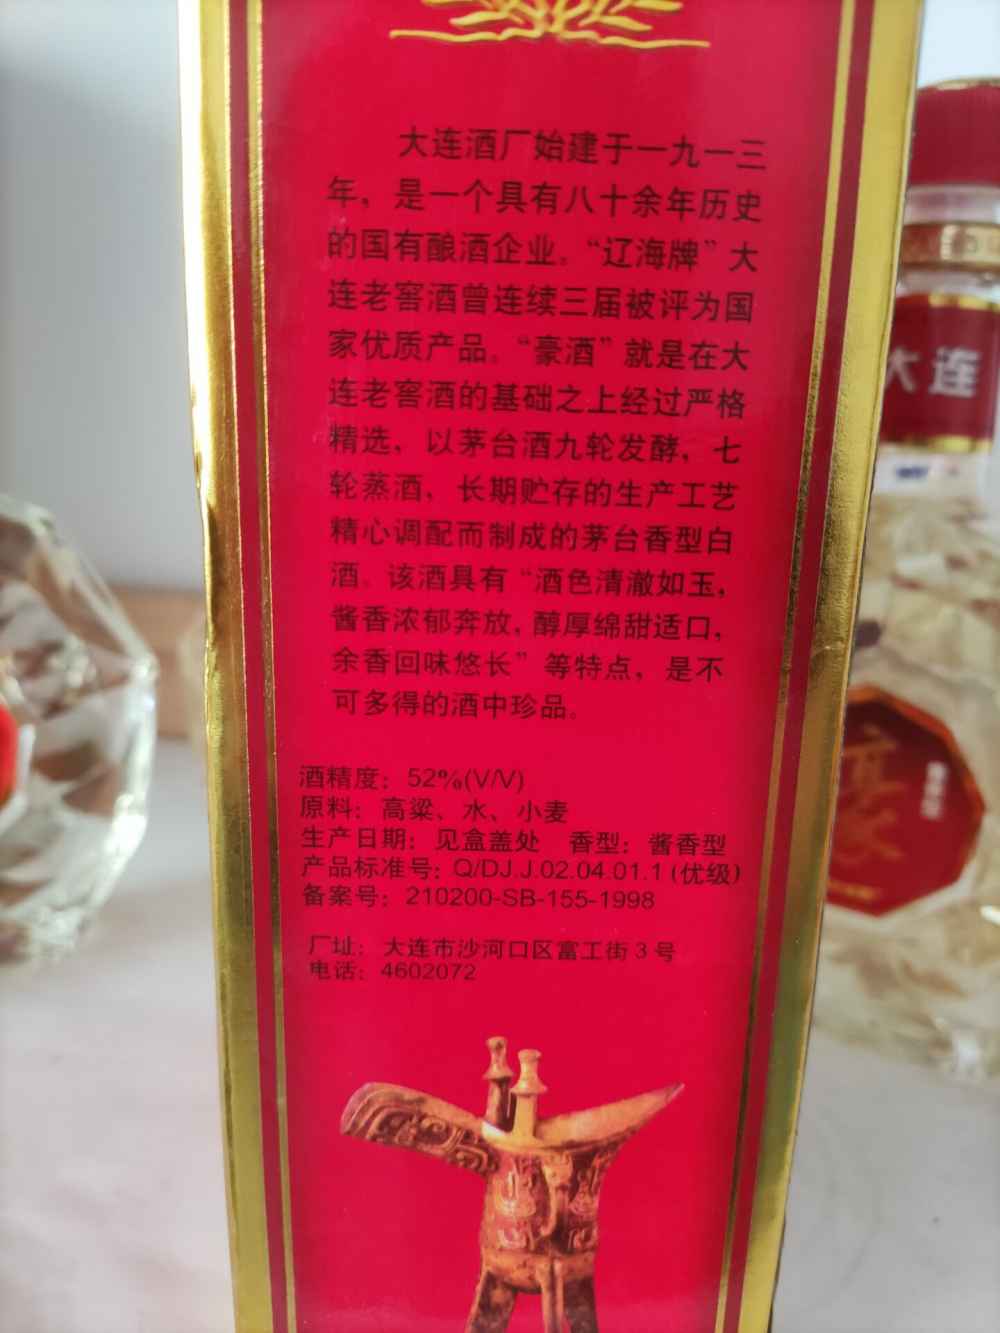 大连酒厂始建于一九一三
年，是一个具有八十余年历史
的国有酿酒企业。“辽海牌”大
连老窖酒曾连续三届被评为国
家优质产品。“豪酒”就是在大
连老窖酒的基础之上经过严格
精选，以茅台酒九轮发酵，七
轮蒸酒、长期贮存的生产工艺
精心调配而制成的茅台香型白
酒。该酒具有“酒色清澈如玉，
酱香浓郁奔放，醇厚绵甜适口，
余香回味悠长”等特点，是不
可多得的酒中珍品。
酒精度：52%(V/V)
原料：高粱、水、小麦
生产日期：见盒盖处 香型：酱香型
产品标准号：Q/DJ.J.02.04.01.1 (优级)
备案号：210200-SB-155-1998
厂址：大连市沙河口区富工街3号
电话：4602072
大连